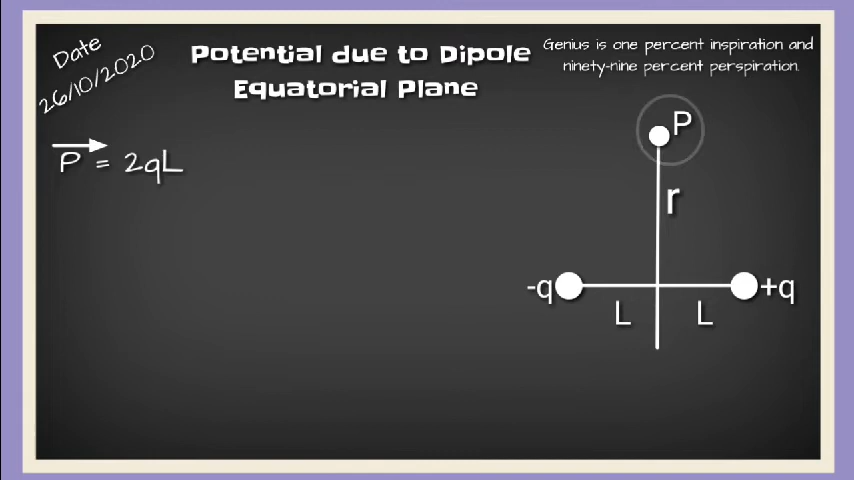 Date
26/10/2020
Potential due to Dipole
Equatorial Plane
Genius is one percent inspiration and
ninety-nine percent perspiration.
P = 2qL
P
r
-q
+q
L
L